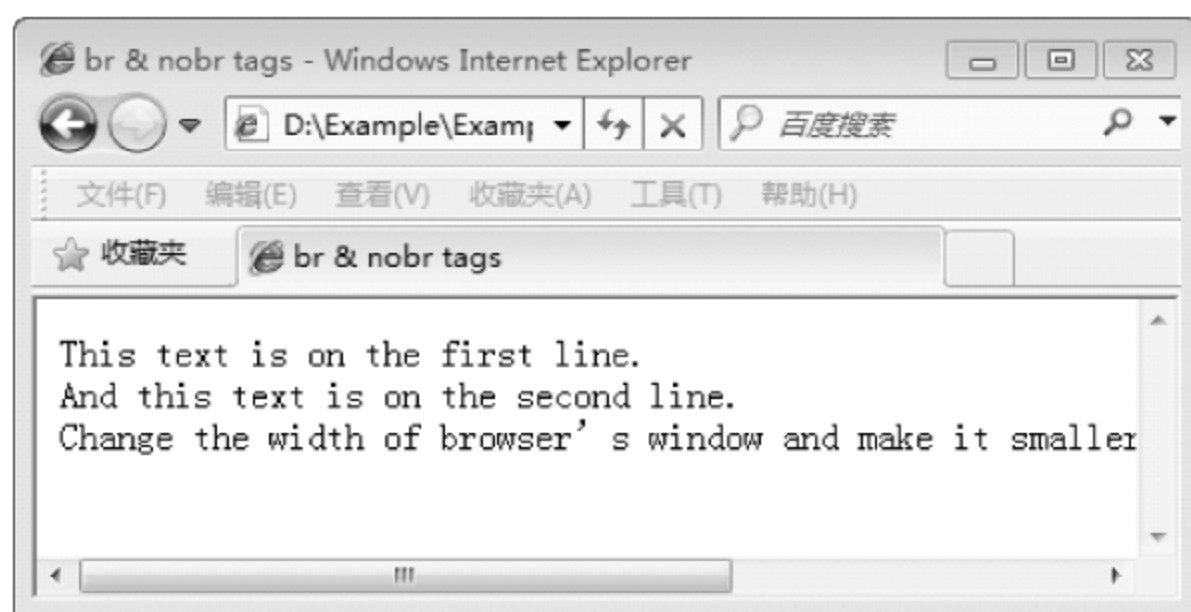 br & nobr tags - Windows Internet Explorer
D:\Example\Examp 百度搜索
文件(F) 编辑(E) 查看(V) 收藏夹(A) 工具(T) 帮助(H)
收藏夹 br & nobr tags
This text is on the first line.
And this text is on the second line.
Change the width of browser’s window and make it smaller